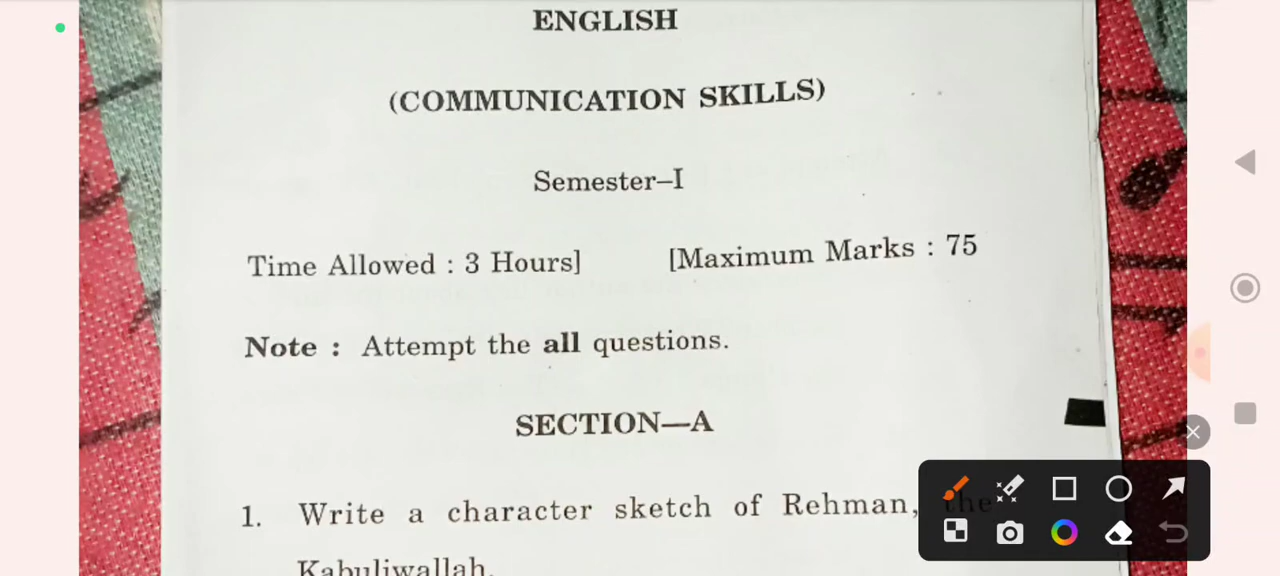 ENGLISH
(COMMUNICATION SKILLS)
Semester–I
Time Allowed : 3 Hours] [Maximum Marks : 75
Note : Attempt the all questions.
SECTION—A
1. Write a character sketch of Rehman, the
Kabuliwallah.